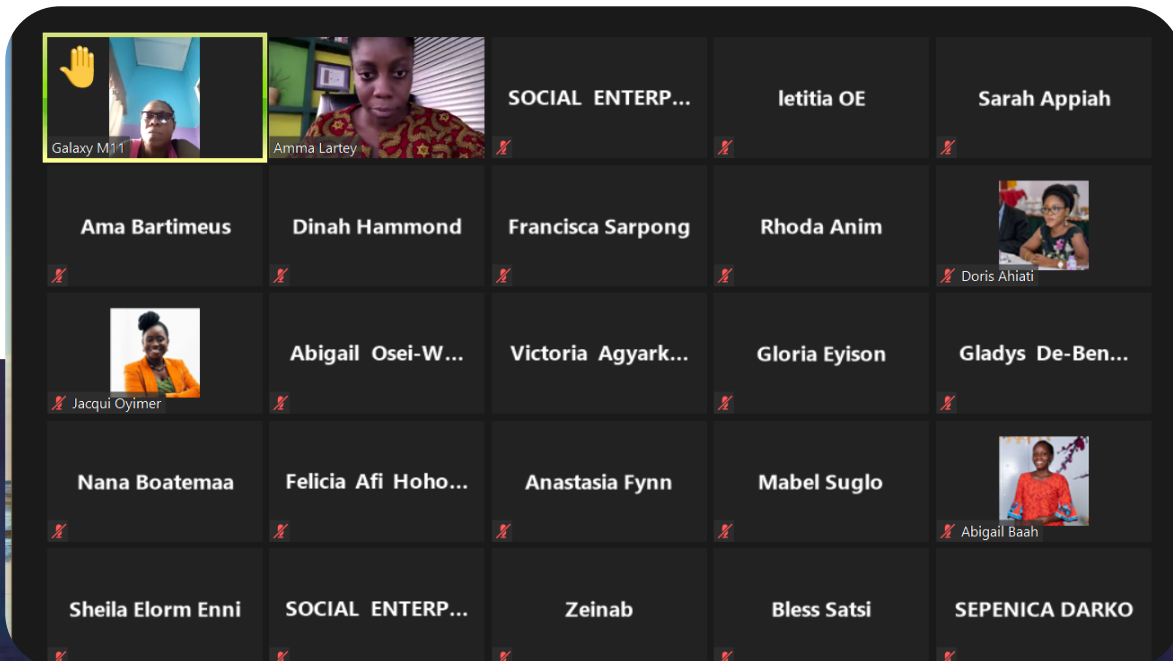 Galaxy M11
Amma Lartey
SOCIAL ENTERP...
letitia OE
Sarah Appiah
Ama Bartimeus
Dinah Hammond
Francisca Sarpong
Rhoda Anim
Doris Ahiati
Jacqui Oyimer
Abigail Osei-W...
Victoria Agyark...
Gloria Eyison
Gladys De-Ben...
Nana Boatemaa
Felicia Afi Hoho...
Anastasia Fynn
Mabel Suglo
Abigail Baah
Sheila Elorm Enni
SOCIAL ENTERP...
Zeinab
Bless Satsi
SEPENICA DARKO